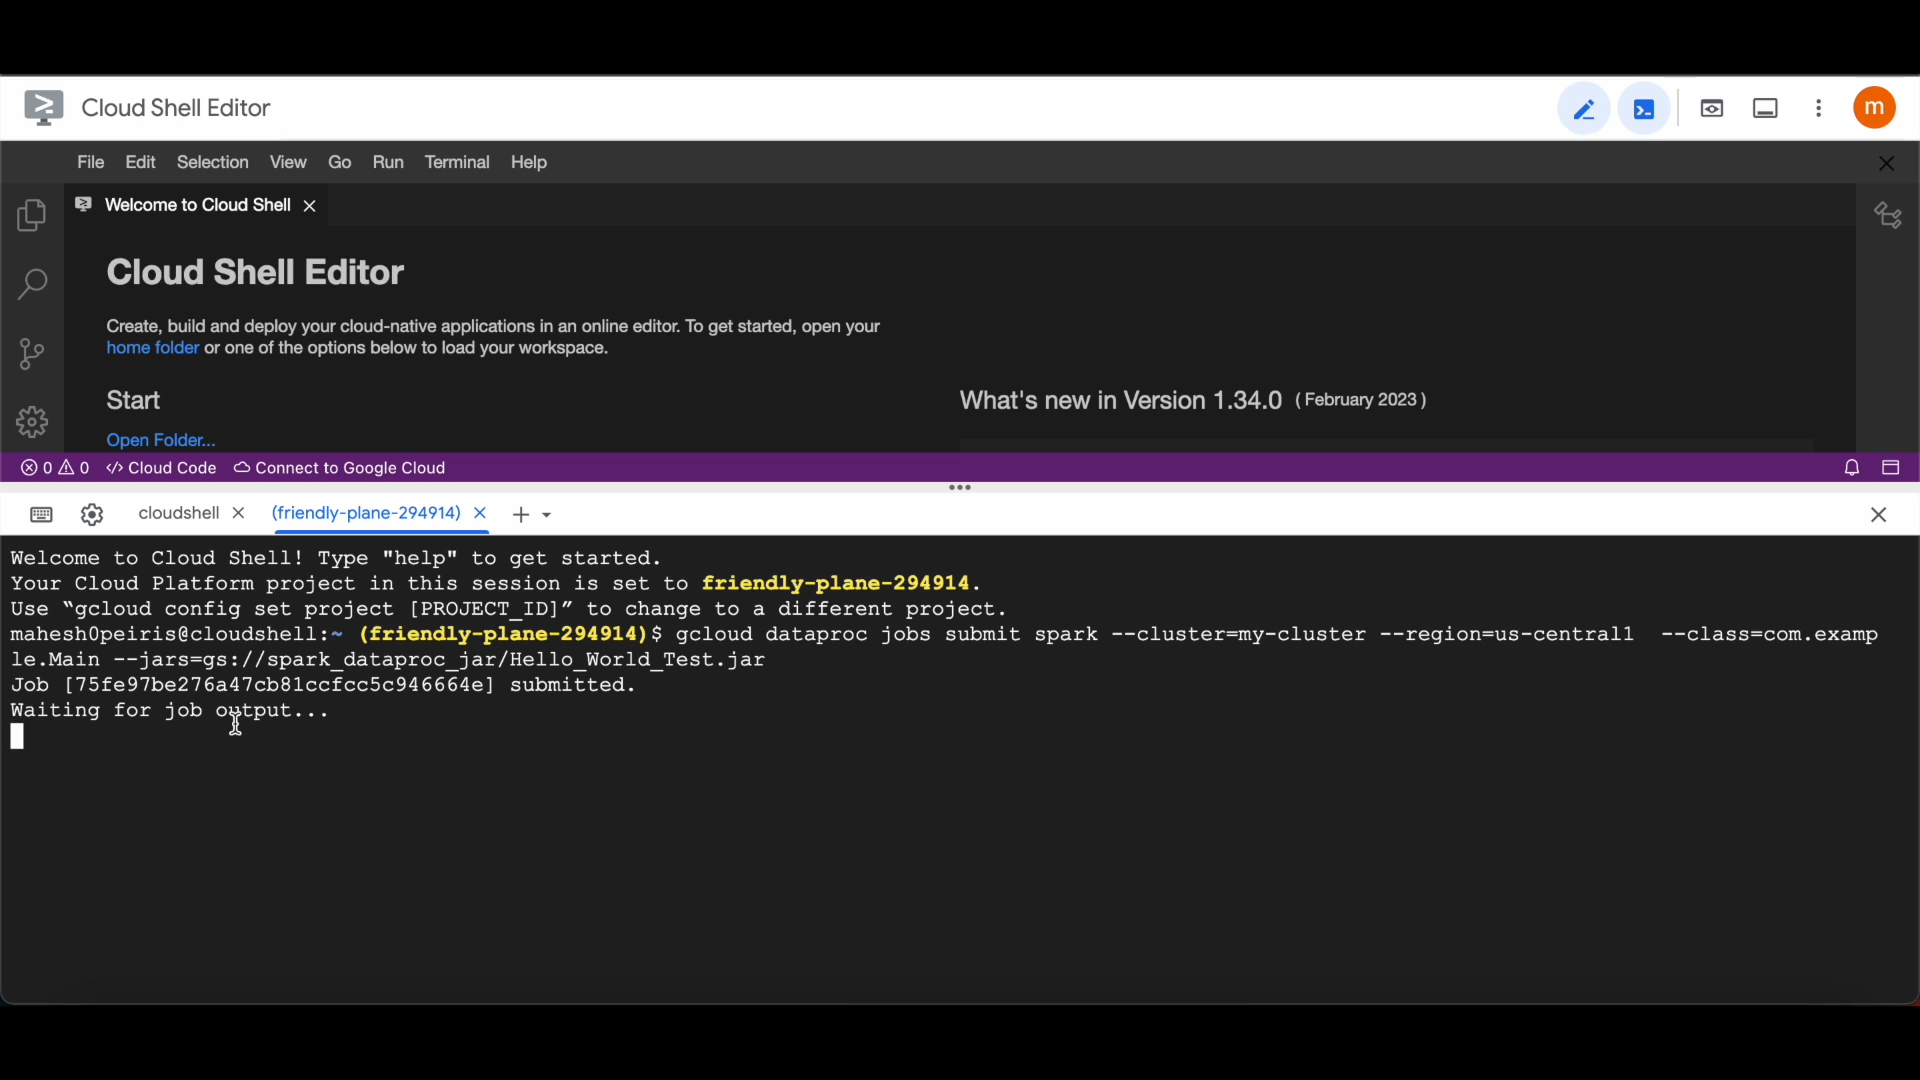 Cloud Shell Editor
m
File Edit Selection View Go Run Terminal Help
Welcome to Cloud Shell
Cloud Shell Editor
Create, build and deploy your cloud-native applications in an online editor. To get started, open your
home folder or one of the options below to load your workspace.
Start
What's new in Version 1.34.0 ( February 2023 )
Open Folder...
0 0 </> Cloud Code Connect to Google Cloud
cloudshell (friendly-plane-294914)
Welcome to Cloud Shell! Type "help" to get started.
Your Cloud Platform project in this session is set to friendly-plane-294914.
Use “gcloud config set project [PROJECT_ID]” to change to a different project.
mahesh0peiris@cloudshell:~ (friendly-plane-294914)$ gcloud dataproc jobs submit spark --cluster=my-cluster --region=us-central1  --class=com.examp
le.Main --jars=gs://spark_dataproc_jar/Hello_World_Test.jar
Job [75fe97be276a47cb81ccfcc5c946664e] submitted.
Waiting for job output...